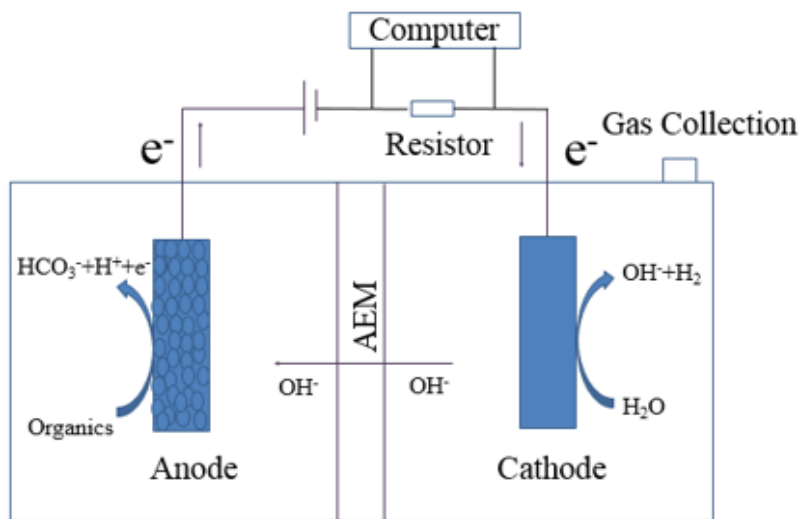 Computer
Gas Collection
e-
Resistor
e-
HCO₃⁻+H⁺+e⁻
OH⁻+H₂
AEM
OH⁻
OH⁻
Organics
H₂O
Anode
Cathode